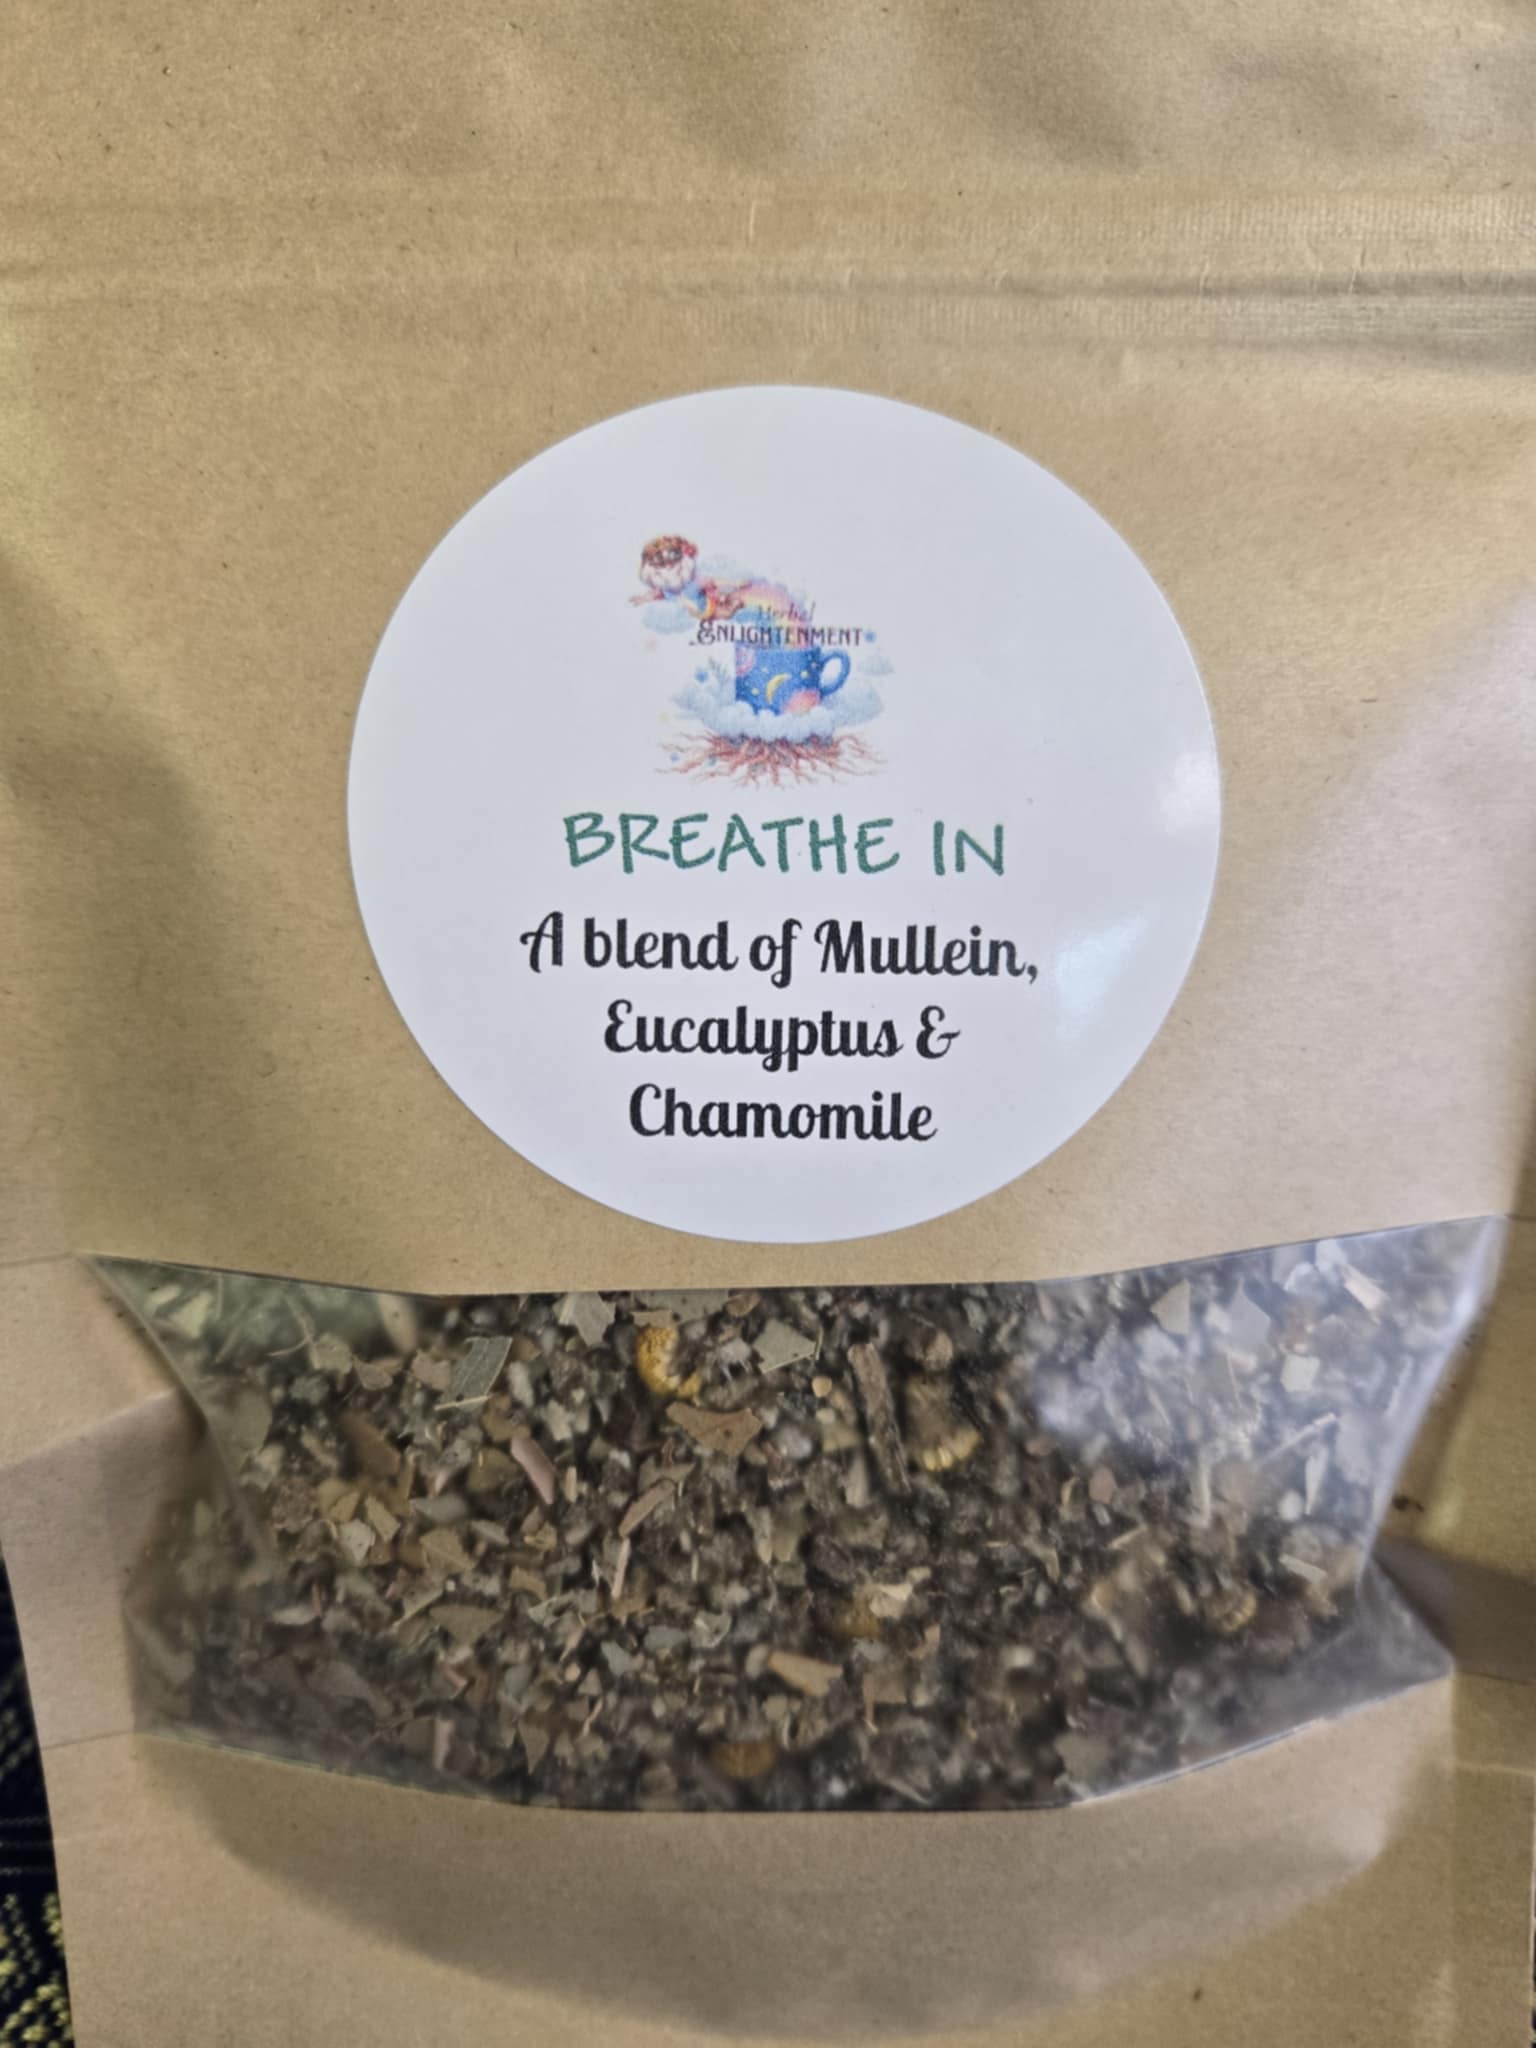 Herbal
ENLIGHTENMENT
BREATHE IN
A blend of Mullein,
Eucalyptus &
Chamomile